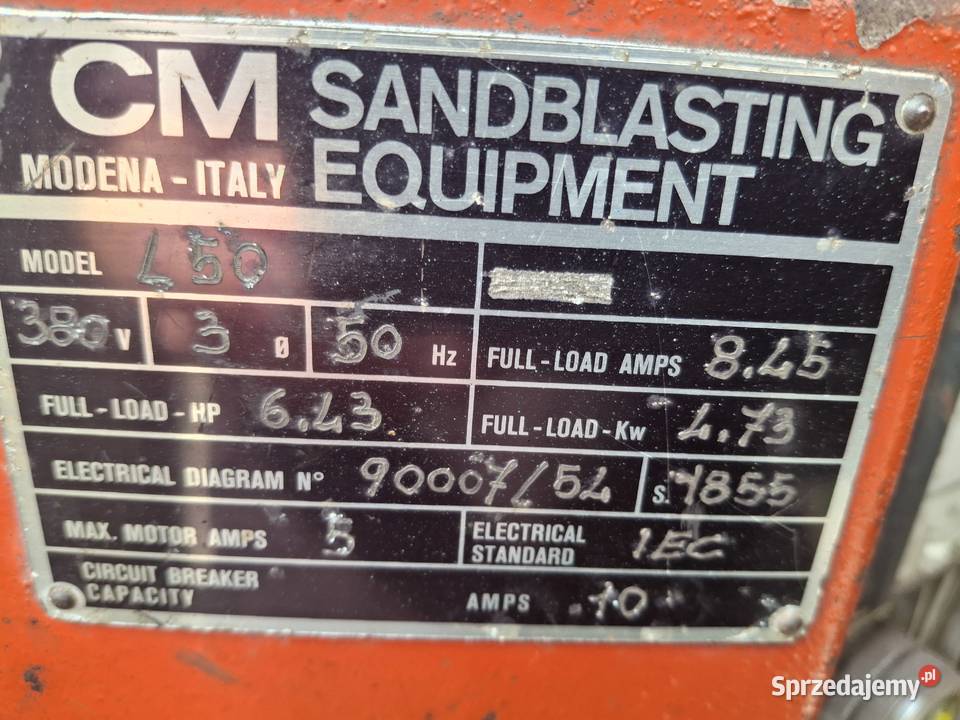 CM SANDBLASTING
MODENA - ITALY EQUIPMENT
MODEL 450
380 V 3 Ø 50 Hz FULL - LOAD AMPS 8.45
FULL - LOAD - HP 6.43 FULL - LOAD - Kw 4.73
ELECTRICAL DIAGRAM N° 90007/54 S. 1855
MAX. MOTOR AMPS 5 ELECTRICAL STANDARD IEC
CIRCUIT BREAKER
CAPACITY AMPS 10
Sprzedajemy.pl